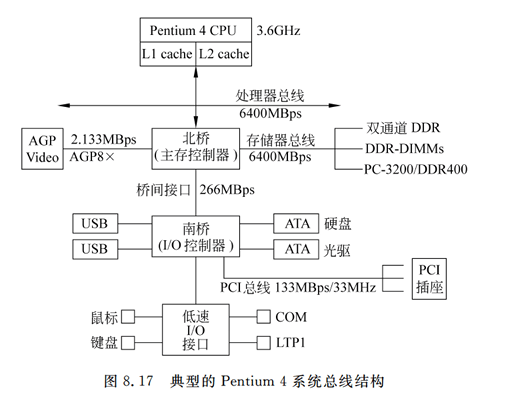 Pentium 4 CPU 3.6GHz
L1 cache L2 cache
处理器总线
6400MBps
AGP
Video
2.133MBps
AGP8×
北桥
(主存控制器)
存储器总线
6400MBps
双通道 DDR
DDR-DIMMs
PC-3200/DDR400
桥间接口 266MBps
USB
USB
南桥
(I/O 控制器)
ATA 硬盘
ATA 光驱
PCI总线 133MBps/33MHz
PCI
插座
鼠标
键盘
低速
I/O
接口
COM
LTP1
图 8.17 典型的 Pentium 4 系统总线结构